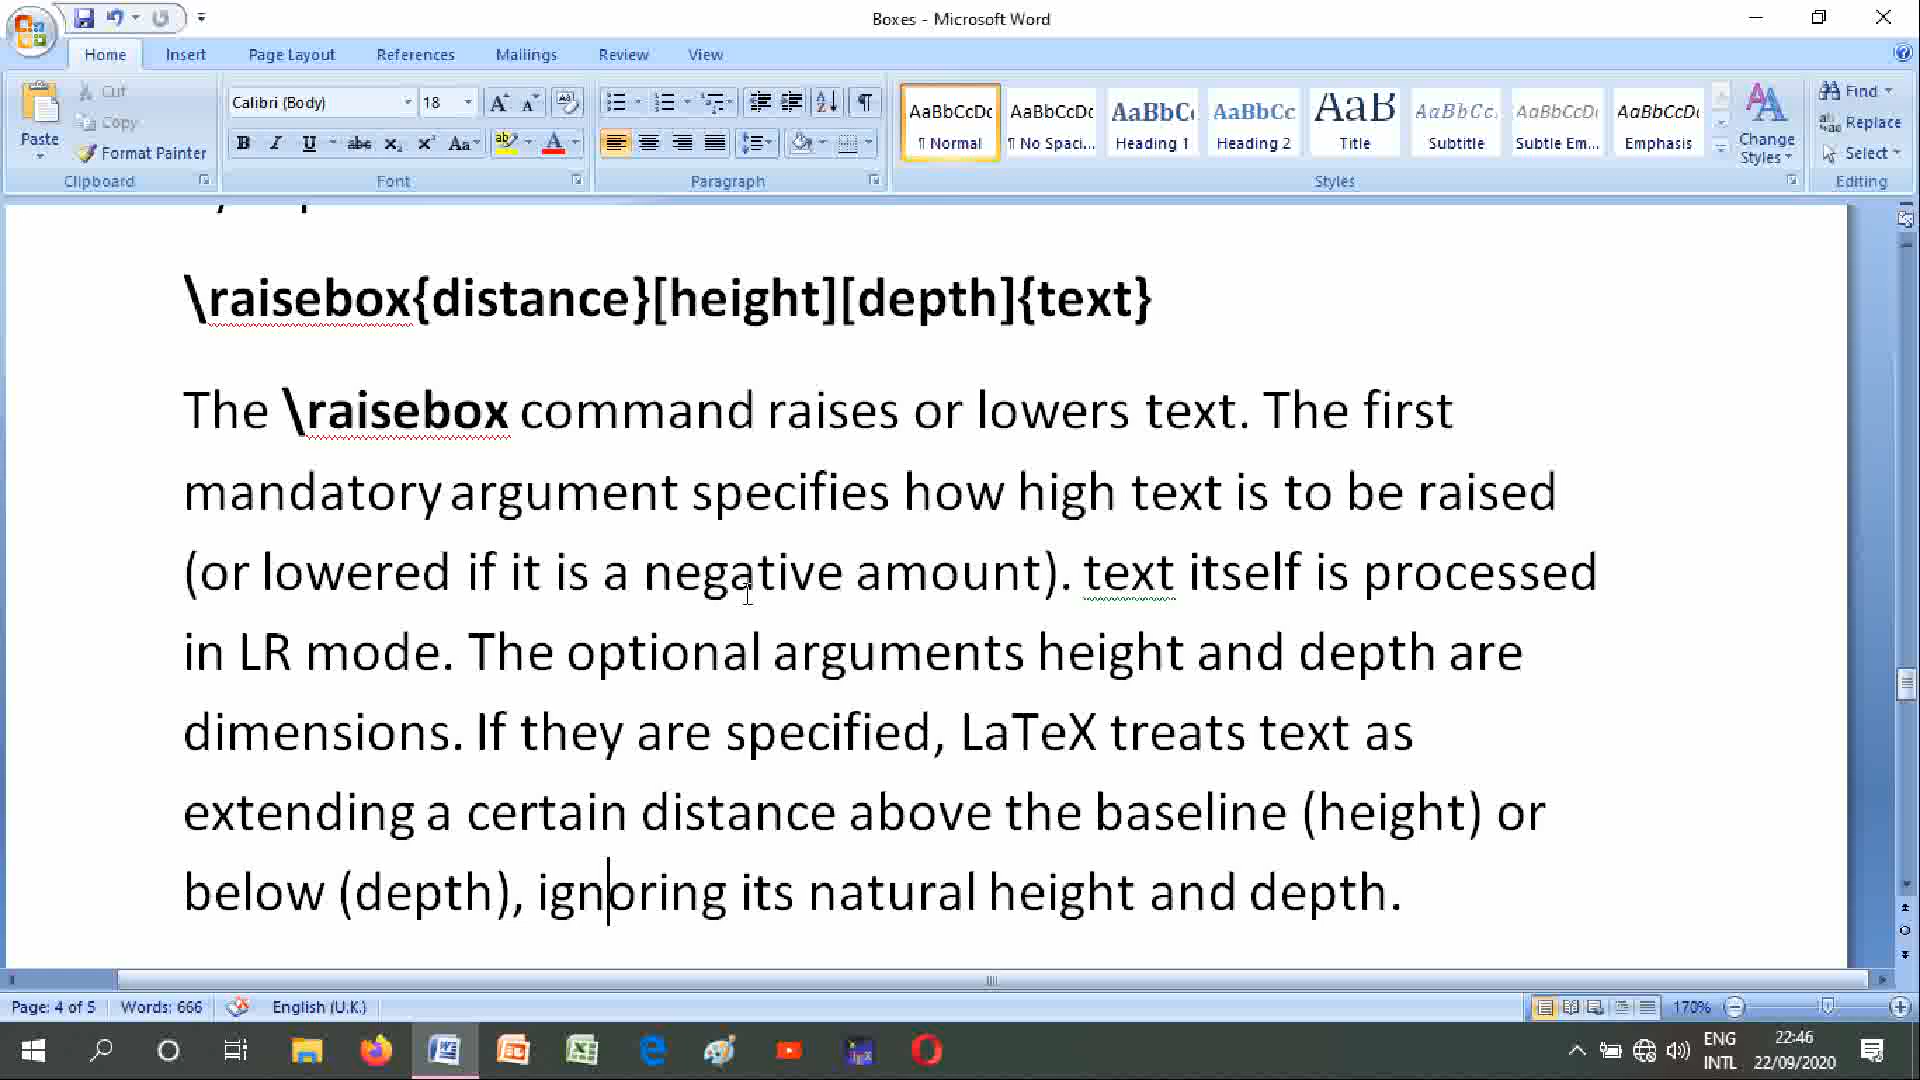 Boxes - Microsoft Word
Home Insert Page Layout References Mailings Review View
Paste
Cut
Copy
Format Painter
Clipboard
Calibri (Body) 18
Font
Paragraph
AaBbCcDc AaBbCcDc AaBbC AaBbCc AaB AaBbCc. AaBbCcDi AaBbCcDi
¶ Normal ¶ No Spaci... Heading 1 Heading 2 Title Subtitle Subtle Em... Emphasis
Change Styles
Styles
Find
Replace
Select
Editing
\raisebox{distance}[height][depth]{text}
The \raisebox command raises or lowers text. The first
mandatory argument specifies how high text is to be raised
(or lowered if it is a negative amount). text itself is processed
in LR mode. The optional arguments height and depth are
dimensions. If they are specified, LaTeX treats text as
extending a certain distance above the baseline (height) or
below (depth), ignoring its natural height and depth.
Page: 4 of 5 Words: 666 English (U.K.) 170%
ENG 22:46
INTL 22/09/2020